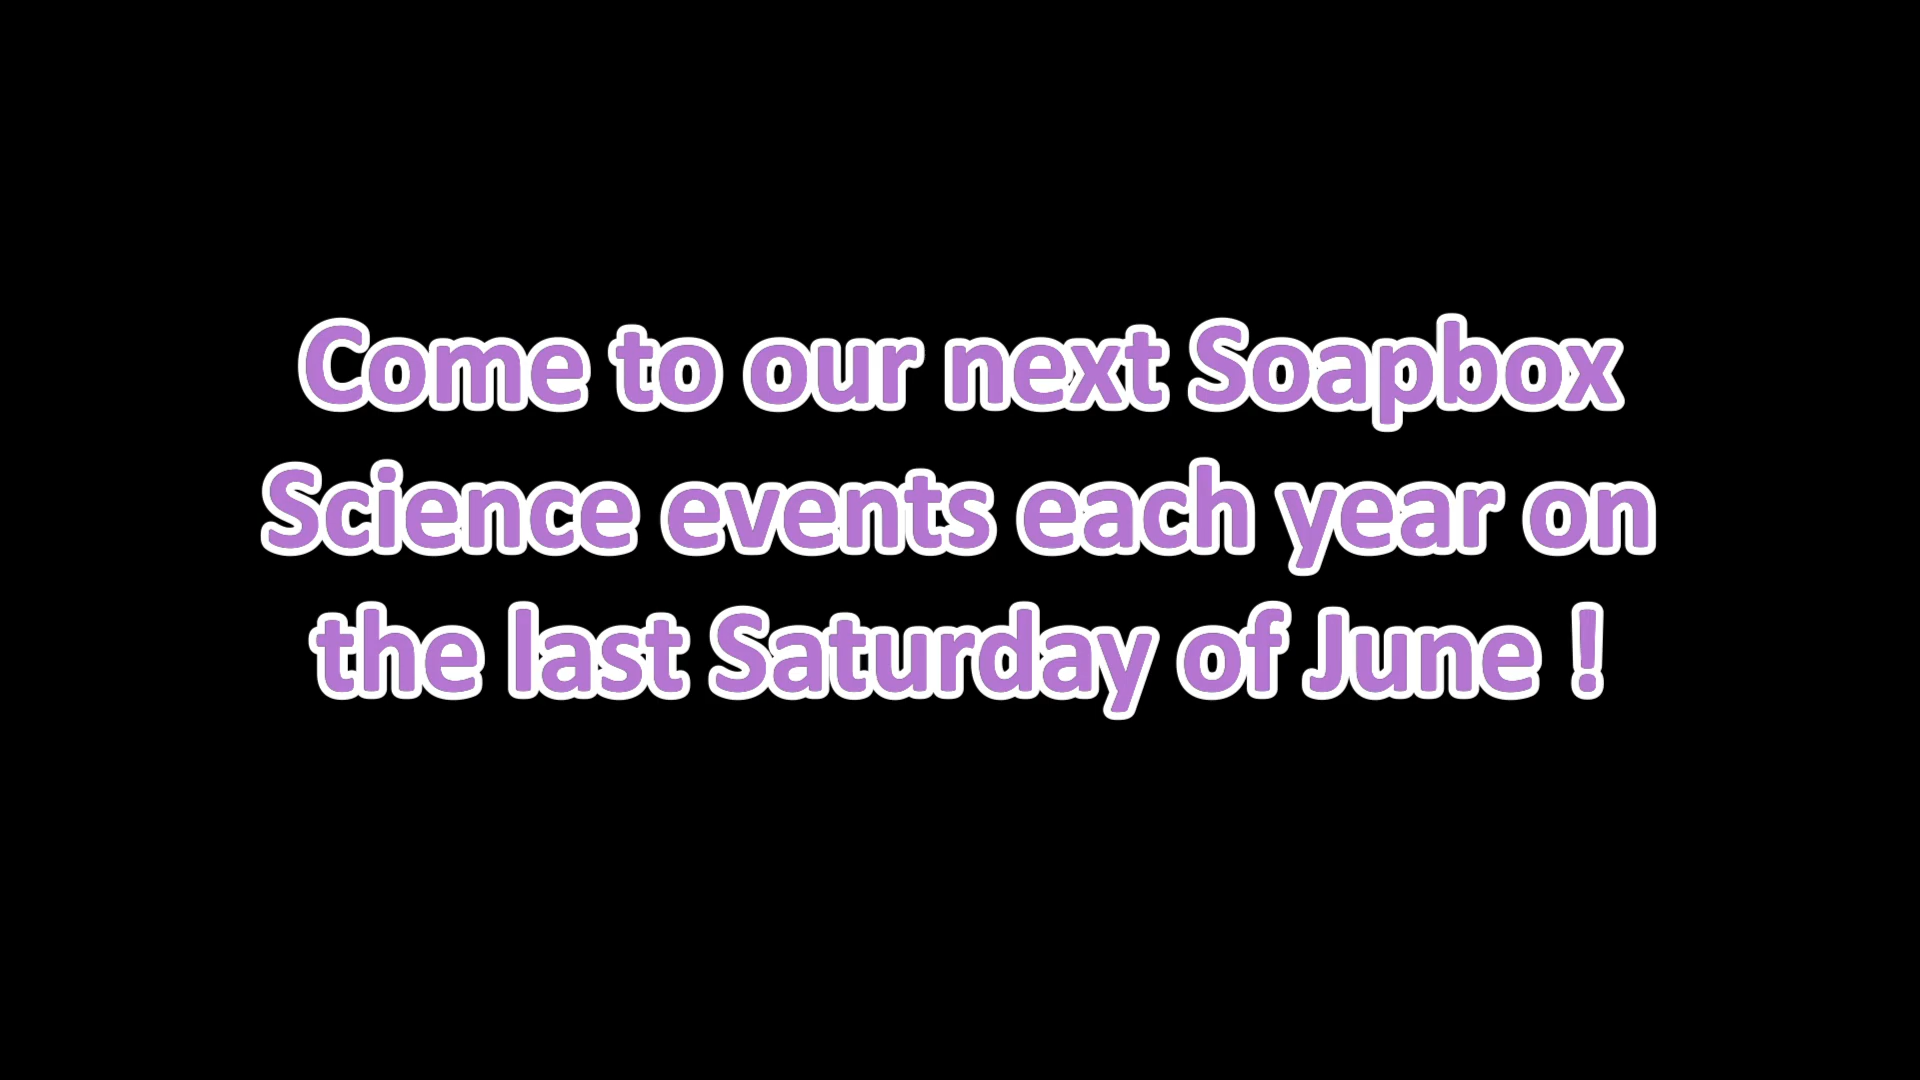 Come to our next Soapbox
Science events each year on
the last Saturday of June !